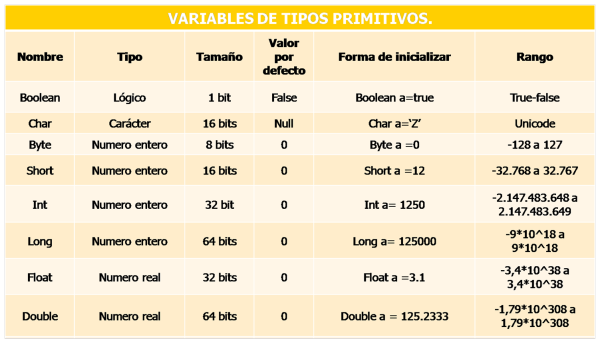 VARIABLES DE TIPOS PRIMITIVOS.
Nombre Tipo Tamaño Valor por defecto Forma de inicializar Rango
Boolean Lógico 1 bit False Boolean a=true True-false
Char Carácter 16 bits Null Char a=‘Z’ Unicode
Byte Numero entero 8 bits 0 Byte a =0 -128 a 127
Short Numero entero 16 bits 0 Short a =12 -32.768 a 32.767
Int Numero entero 32 bit 0 Int a= 1250 -2.147.483.648 a 2.147.483.649
Long Numero entero 64 bits 0 Long a= 125000 -9*10^18 a 9*10^18
Float Numero real 32 bits 0 Float a =3.1 -3,4*10^38 a 3,4*10^38
Double Numero real 64 bits 0 Double a = 125.2333 -1,79*10^308 a 1,79*10^308